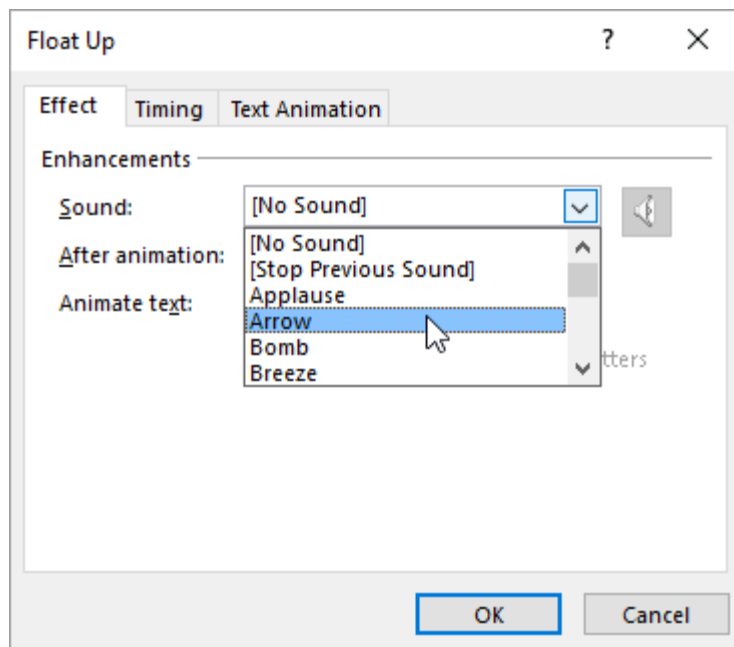 Float Up ?
Effect Timing Text Animation
Enhancements
Sound: [No Sound]
[No Sound]
After animation: [Stop Previous Sound]
Applause
Animate text:
Arrow
Bomb
tters
Breeze
OK Cancel